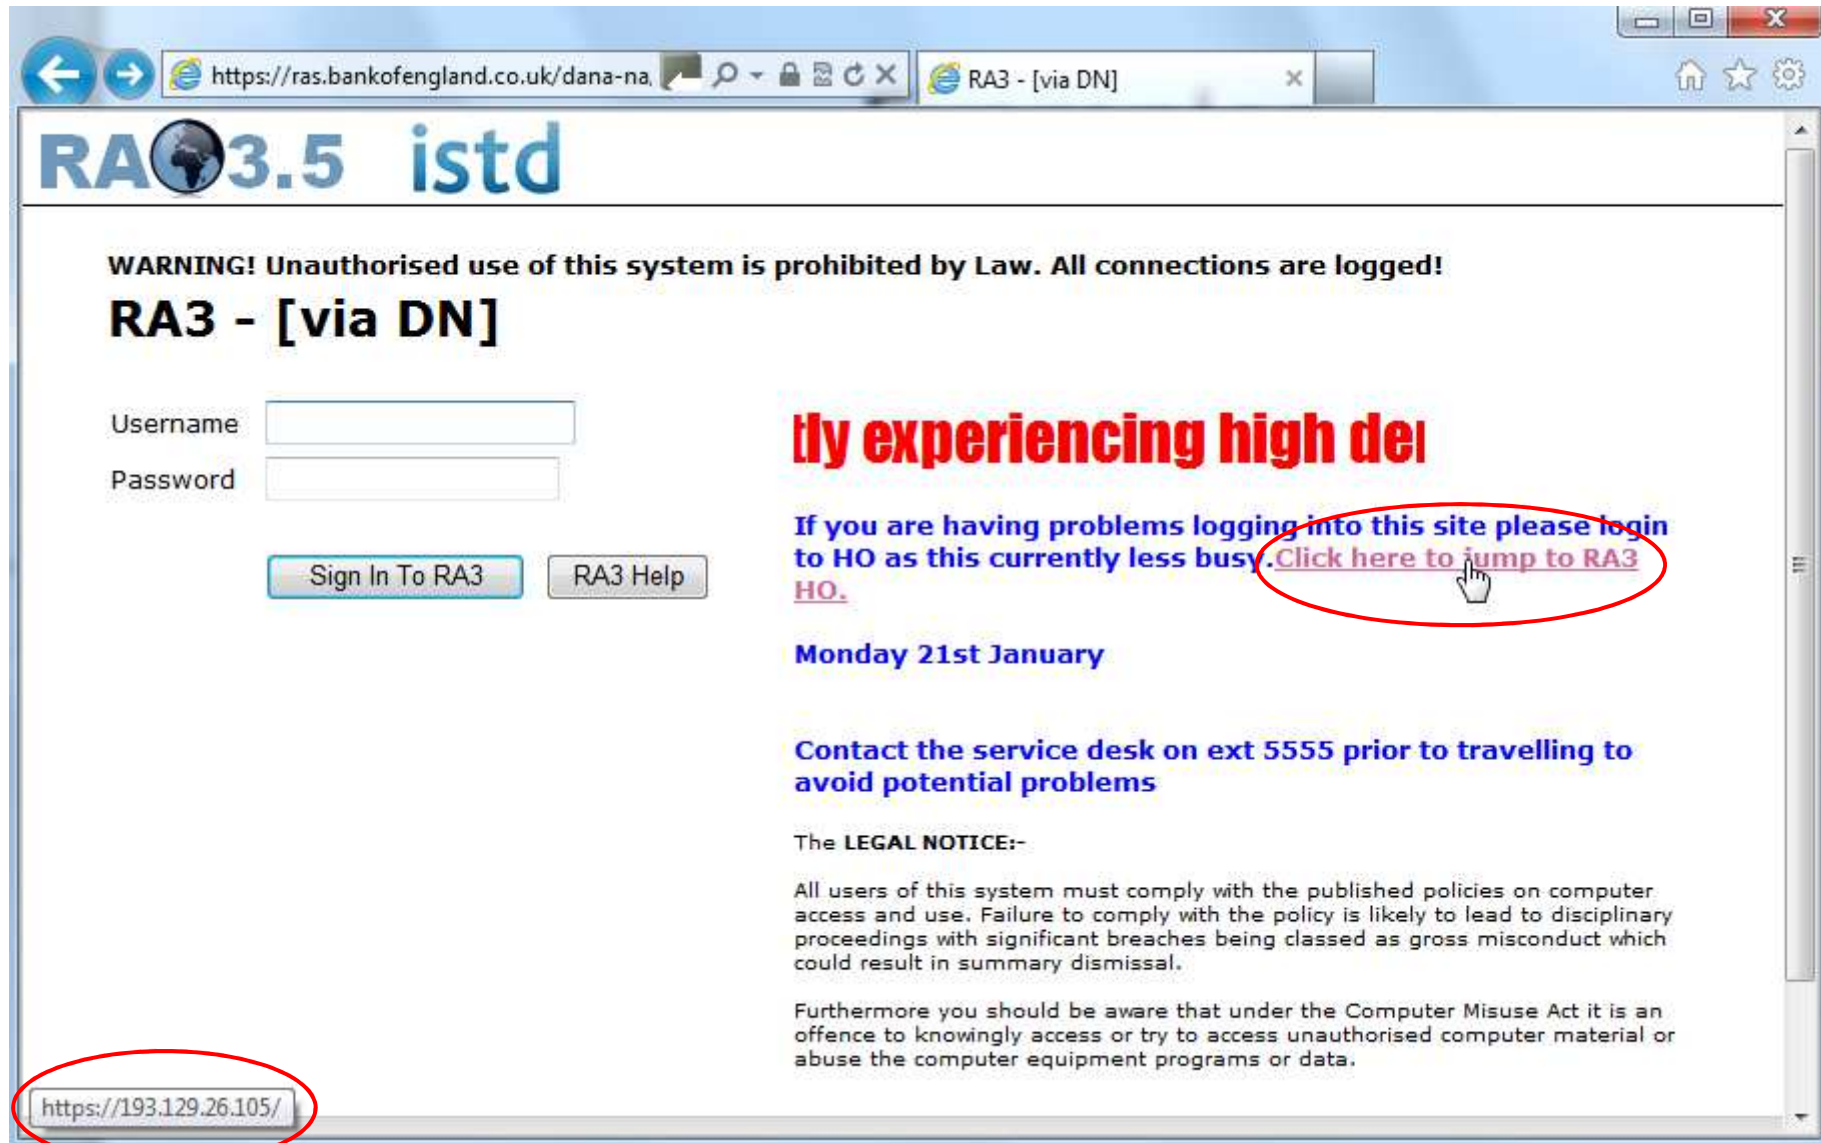 https://ras.bankofengland.co.uk/dana-na,
RA3 - [via DN]
RA 3.5 istd
WARNING! Unauthorised use of this system is prohibited by Law. All connections are logged!
RA3 - [via DN]
Username
Password
Sign In To RA3
RA3 Help
tly experiencing high der
If you are having problems logging into this site please login
to HO as this currently less busy.Click here to jump to RA3
HO.
Monday 21st January
Contact the service desk on ext 5555 prior to travelling to
avoid potential problems
The LEGAL NOTICE:-
All users of this system must comply with the published policies on computer
access and use. Failure to comply with the policy is likely to lead to disciplinary
proceedings with significant breaches being classed as gross misconduct which
could result in summary dismissal.
Furthermore you should be aware that under the Computer Misuse Act it is an
offence to knowingly access or try to access unauthorised computer material or
abuse the computer equipment programs or data.
https://193.129.26.105/